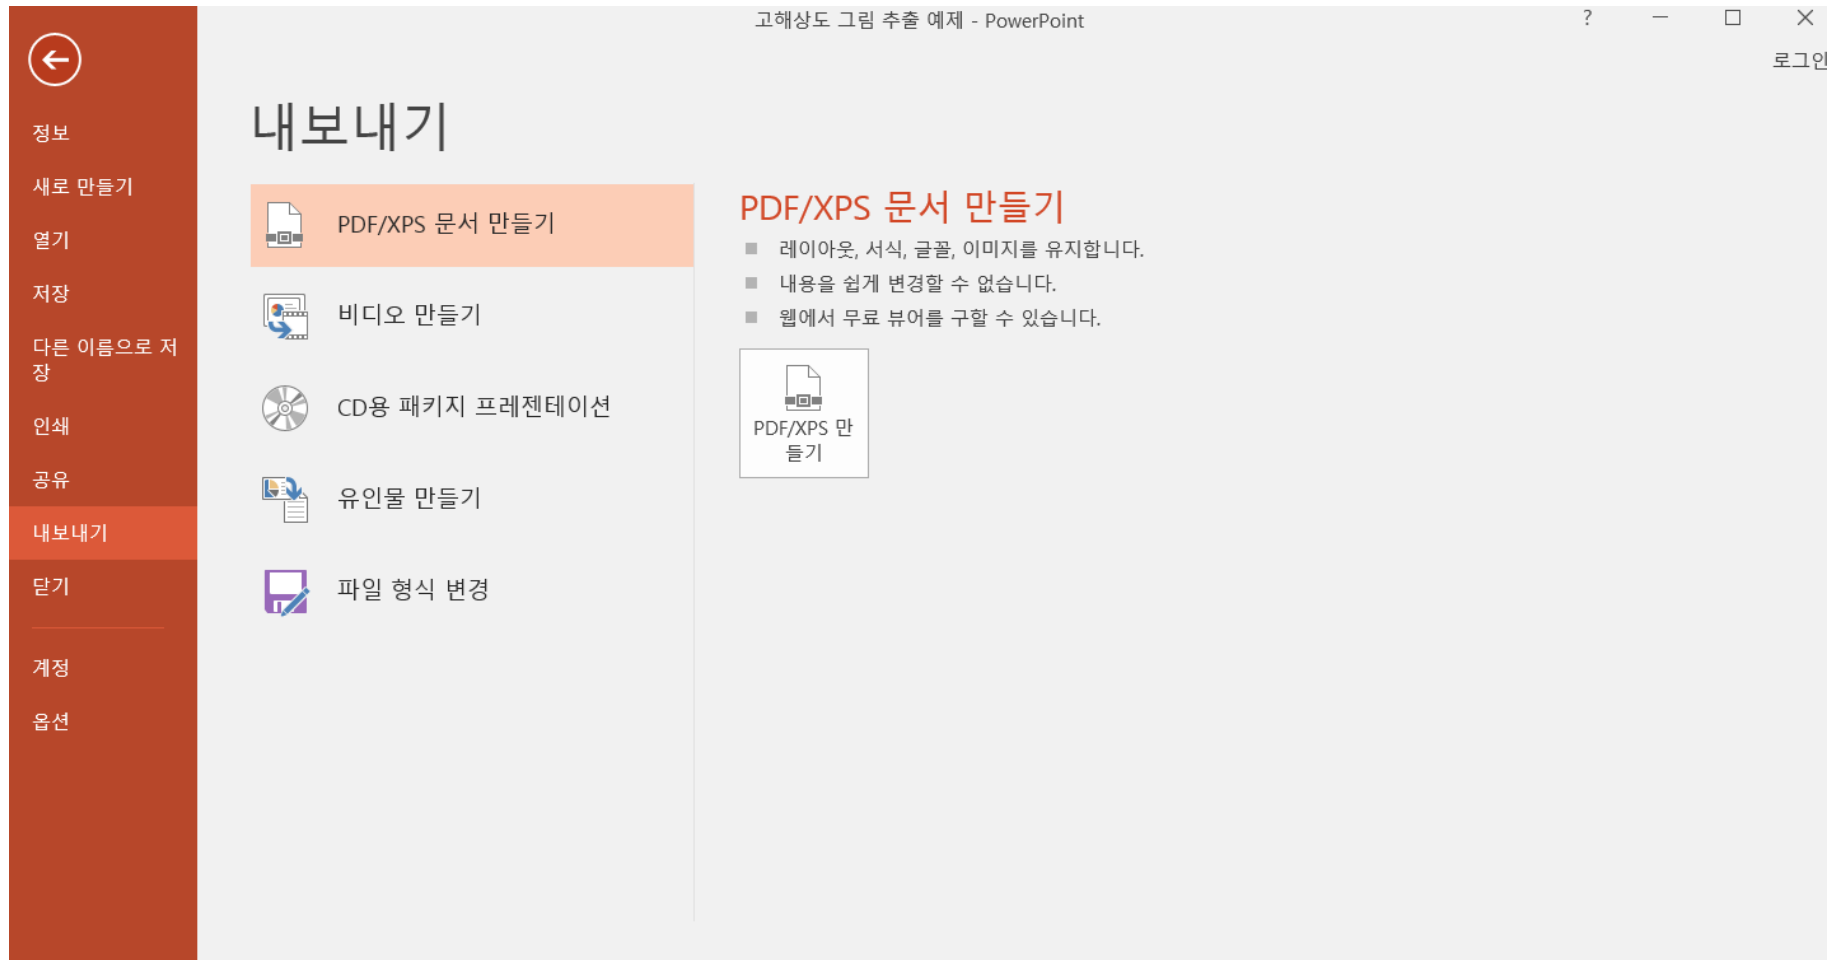 고해상도 그림 추출 예제 - PowerPoint
?
로그인
정보
새로 만들기
열기
저장
다른 이름으로 저
장
인쇄
공유
내보내기
닫기
계정
옵션
내보내기
PDF/XPS 문서 만들기
비디오 만들기
CD용 패키지 프레젠테이션
유인물 만들기
파일 형식 변경
PDF/XPS 문서 만들기
레이아웃, 서식, 글꼴, 이미지를 유지합니다.
내용을 쉽게 변경할 수 없습니다.
웹에서 무료 뷰어를 구할 수 있습니다.
PDF/XPS 만
들기